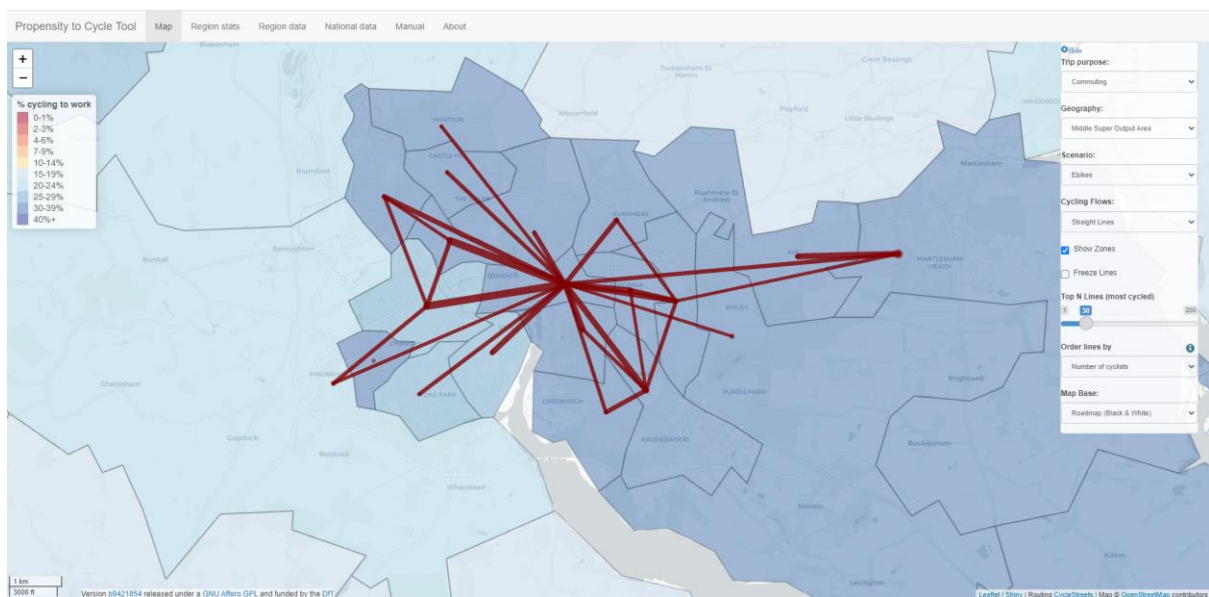 Propensity to Cycle Tool Map Region stats Region data National data Manual About
+
−
% cycling to work
0-1%
2-3%
4-6%
7-9%
10-14%
15-19%
20-24%
25-29%
30-39%
40%+
Hide
Trip purpose:
Commuting
Geography:
Middle Super Output Area
Scenario:
Ebikes
Cycling Flows:
Straight Lines
Show Zones
Freeze Lines
Top N Lines (most cycled)
1 30 200
Order lines by
Number of cyclists
Map Base:
Roadmap (Black & White)
Blakenham
Tuddenham St Martin
Great Bealings
Westerfield
Playford
Little Bealings
WHITTON
Bramford
Martlesham
Rushmere St Andrew
RUSHMERE
Sproughton
Burstall
Ipswich
MARTLESHAM HEATH
BIXLEY
Chattisham
PURDIS FARM
Brightwell
GREENWICH
Copdock
Belstead
RAVENSWOOD
Bucklesham
Wherstead
Nacton
Kirton
Levington
1 km
3000 ft
Version b9421854 released under a GNU Affero GPL and funded by the DfT
Leaflet | Shiny | Routing CycleStreets | Map © OpenStreetMap contributors